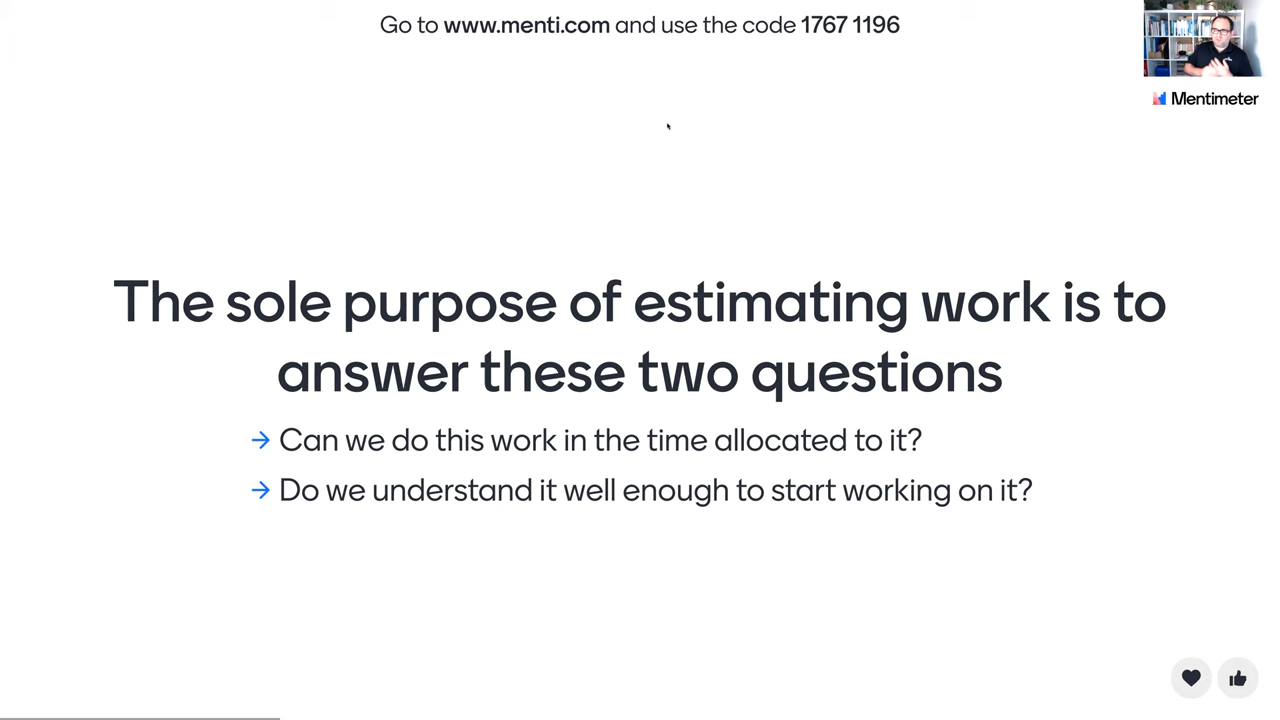 Go to www.menti.com and use the code 1767 1196
Mentimeter
The sole purpose of estimating work is to
answer these two questions
→ Can we do this work in the time allocated to it?
→ Do we understand it well enough to start working on it?